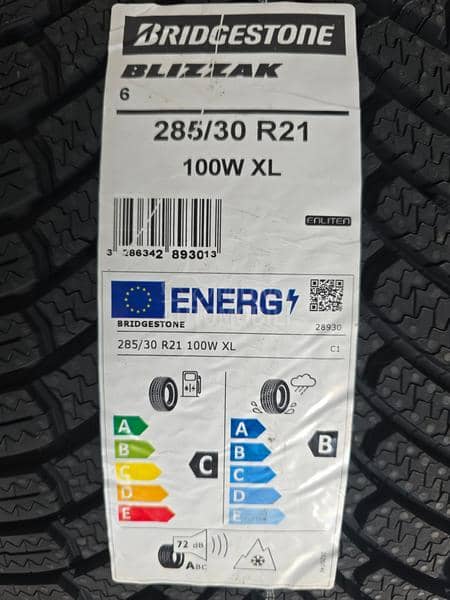 BRIDGESTONE
BLIZZAK
6
285/30 R21
100W XL
ENLITEN
3 286342 893013
ENERG
BRIDGESTONE
28930
285/30 R21 100W XL
C1
A
B
C
D
E
C
A
B
C
D
E
B
72 dB
ABC